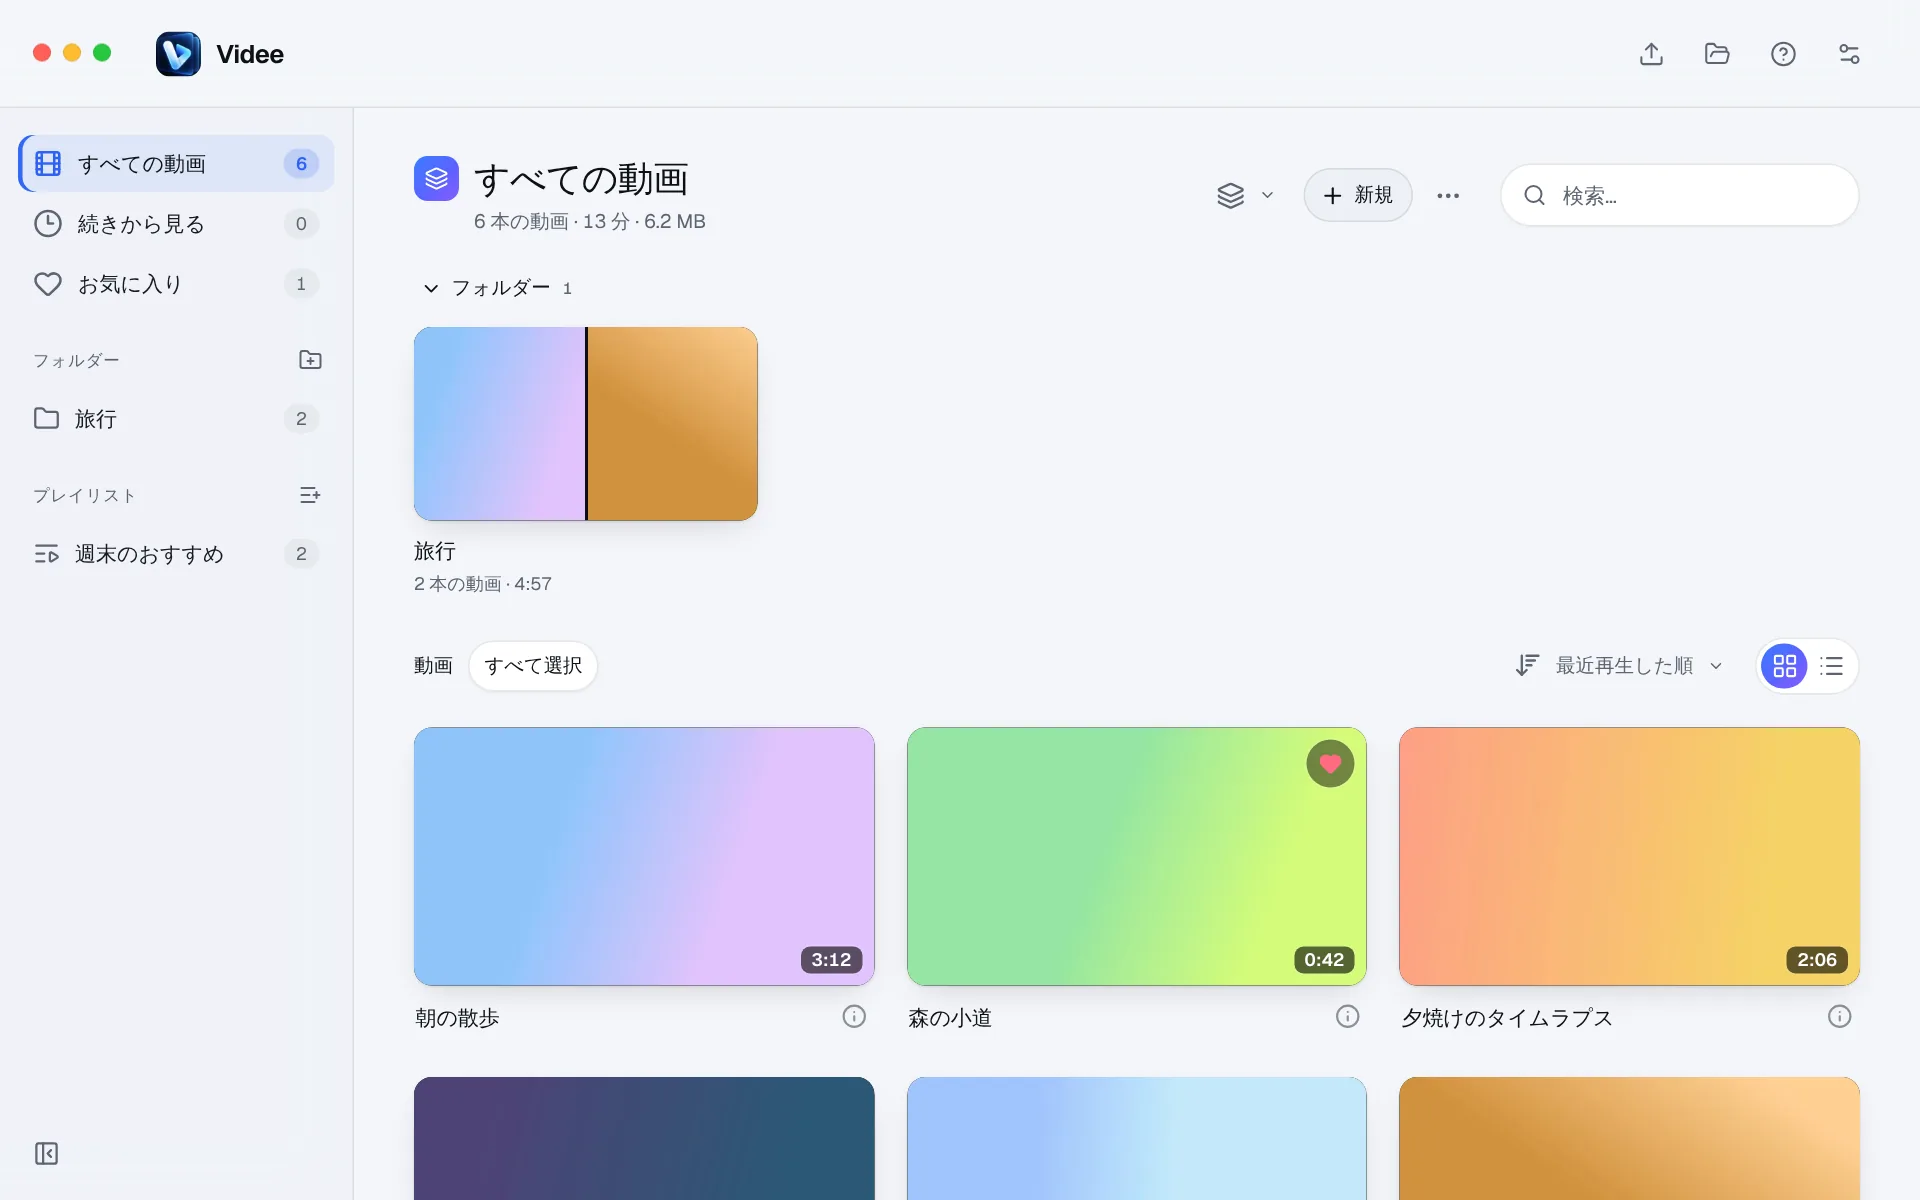 Videe
すべての動画 6
続きから見る 0
お気に入り 1
フォルダー
旅行 2
プレイリスト
週末のおすすめ 2
すべての動画
6 本の動画 · 13 分 · 6.2 MB
新規
検索...
フォルダー 1
旅行
2 本の動画 · 4:57
動画 すべて選択
最近再生した順
3:12
0:42
2:06
朝の散歩
森の小道
夕焼けのタイムラプス